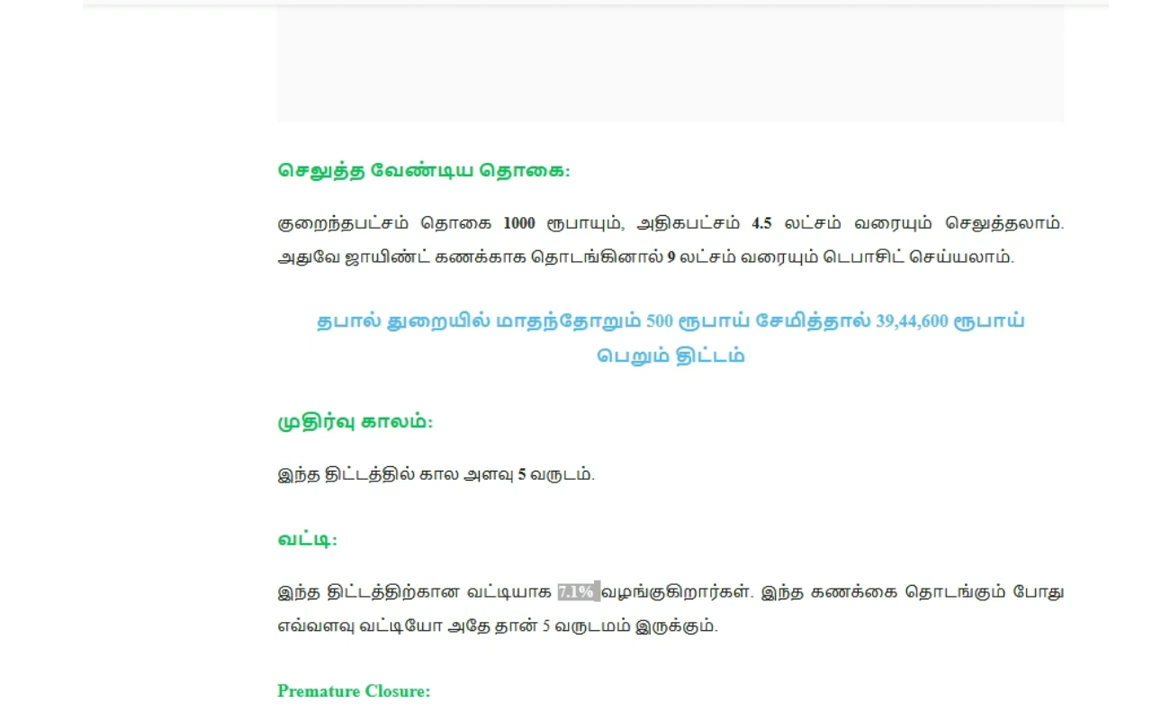 செலுத்த வேண்டிய தொகை:
குறைந்தபட்சம் தொகை 1000 ரூபாயும், அதிகபட்சம் 4.5 லட்சம் வரையும் செலுத்தலாம்.
அதுவே ஜாயிண்ட் கணக்காக தொடங்கினால் 9 லட்சம் வரையும் டெபாசிட் செய்யலாம்.
தபால் துறையில் மாதந்தோறும் 500 ரூபாய் சேமித்தால் 39,44,600 ரூபாய்
பெறும் திட்டம்
முதிர்வு காலம்:
இந்த திட்டத்தில் கால அளவு 5 வருடம்.
வட்டி:
இந்த திட்டத்திற்கான வட்டியாக 7.1% வழங்குகிறார்கள். இந்த கணக்கை தொடங்கும் போது
எவ்வளவு வட்டியோ அதே தான் 5 வருடமம் இருக்கும்.
Premature Closure: